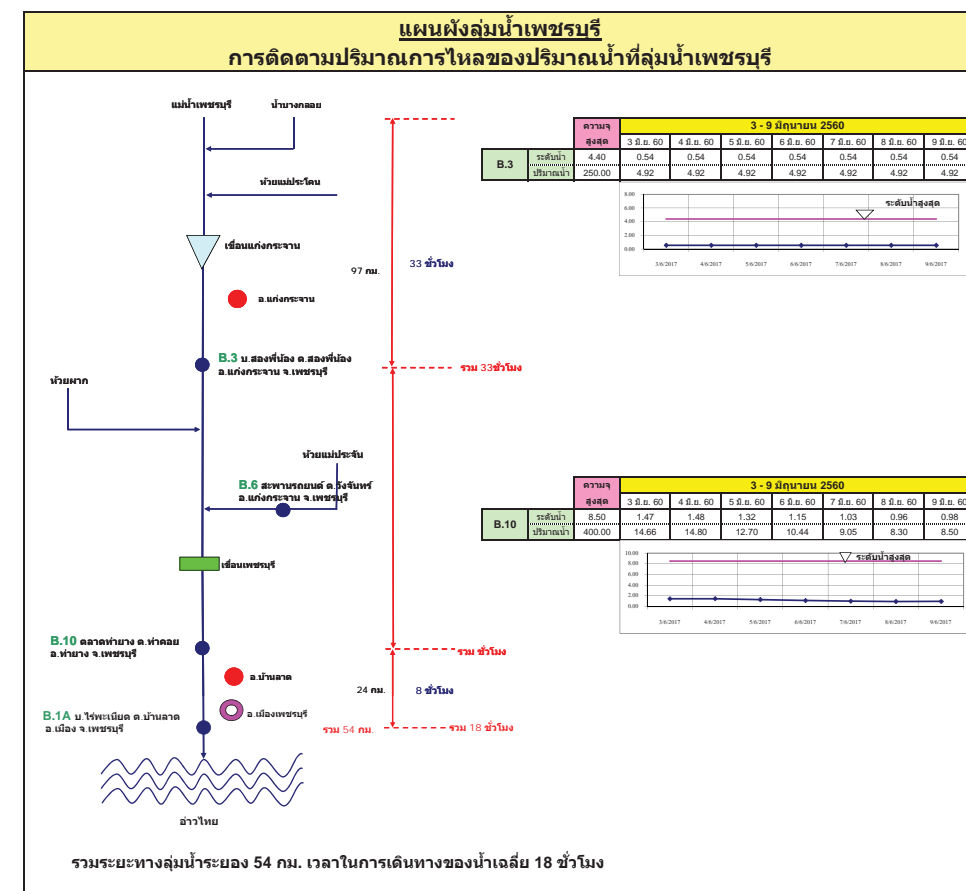 แผนผังลุ่มน้ำเพชรบุรี
การติดตามปริมาณการไหลของปริมาณน้ำที่ลุ่มน้ำเพชรบุรี
แม่น้ำเพชรบุรี น้ำบางกลอย
ห้วยแม่ประโดน
เขื่อนแก่งกระจาน
97 กม. 33 ชั่วโมง
อ.แก่งกระจาน
B.3 บ.สองพี่น้อง ต.สองพี่น้อง
อ.แก่งกระจาน จ.เพชรบุรี
รวม 33ชั่วโมง
ห้วยผาก
ห้วยแม่ประจัน
B.6 สะพานรถยนต์ ต.วังจันทร์
อ.แก่งกระจาน จ.เพชรบุรี
เขื่อนเพชรบุรี
B.10 ตลาดท่ายาง ต.ท่าคอย
อ.ท่ายาง จ.เพชรบุรี
รวม ชั่วโมง
อ.บ้านลาด
24 กม. 8 ชั่วโมง
อ.เมืองเพชรบุรี
B.1A บ.ไร่พะเนียด ต.บ้านลาด
อ.เมือง จ.เพชรบุรี
รวม 54 กม. รวม 18 ชั่วโมง
อ่าวไทย
รวมระยะทางลุ่มน้ำระยอง 54 กม. เวลาในการเดินทางของน้ำเฉลี่ย 18 ชั่วโมง
ความจุ 3 - 9 มิถุนายน 2560
สูงสุด 3 มิ.ย. 60 4 มิ.ย. 60 5 มิ.ย. 60 6 มิ.ย. 60 7 มิ.ย. 60 8 มิ.ย. 60 9 มิ.ย. 60
B.3 ระดับน้ำ 4.40 0.54 0.54 0.54 0.54 0.54 0.54 0.54
ปริมาณน้ำ 250.00 4.92 4.92 4.92 4.92 4.92 4.92 4.92
8.00
ระดับน้ำสูงสุด
6.00
4.00
2.00
0.00
3/6/2017 4/6/2017 5/6/2017 6/6/2017 7/6/2017 8/6/2017 9/6/2017
ความจุ 3 - 9 มิถุนายน 2560
สูงสุด 3 มิ.ย. 60 4 มิ.ย. 60 5 มิ.ย. 60 6 มิ.ย. 60 7 มิ.ย. 60 8 มิ.ย. 60 9 มิ.ย. 60
B.10 ระดับน้ำ 8.50 1.47 1.48 1.32 1.15 1.03 0.96 0.98
ปริมาณน้ำ 400.00 14.66 14.80 12.70 10.44 9.05 8.30 8.50
10.00
ระดับน้ำสูงสุด
8.00
6.00
4.00
2.00
0.00
3/6/2017 4/6/2017 5/6/2017 6/6/2017 7/6/2017 8/6/2017 9/6/2017